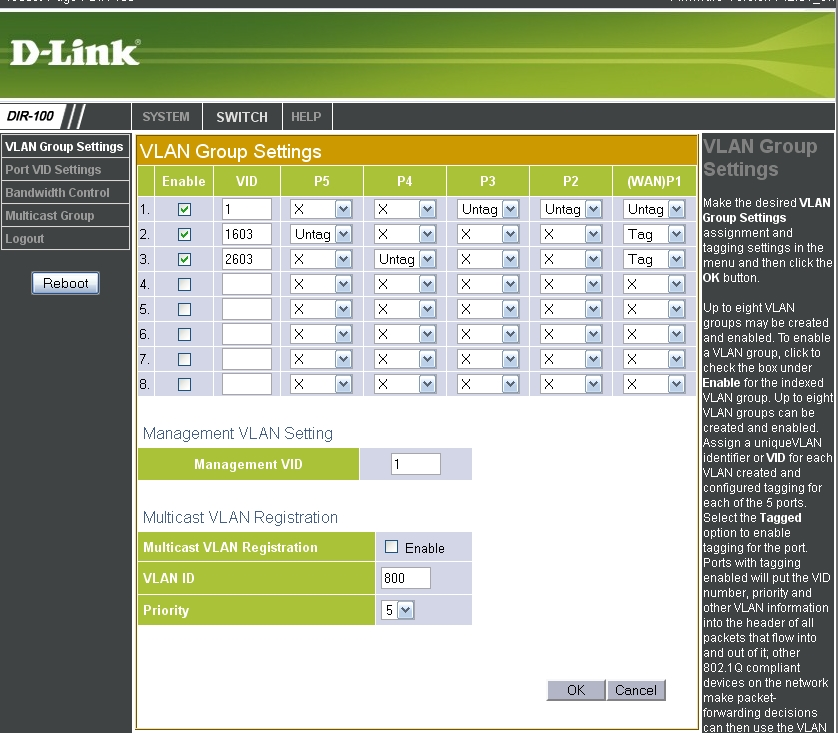 D-Link®
DIR-100
SYSTEM SWITCH HELP
VLAN Group Settings
Port VID Settings
Bandwidth Control
Multicast Group
Logout
Reboot
VLAN Group Settings
Enable VID P5 P4 P3 P2 (WAN)P1
1. 1 X X Untag Untag Untag
2. 1603 Untag X X X Tag
3. 2603 X Untag X X Tag
4. X X X X X
5. X X X X X
6. X X X X X
7. X X X X X
8. X X X X X
Management VLAN Setting
Management VID 1
Multicast VLAN Registration
Multicast VLAN Registration Enable
VLAN ID 800
Priority 5
OK Cancel
VLAN Group
Settings
Make the desired VLAN
Group Settings
assignment and
tagging settings in the
menu and then click the
OK button.
Up to eight VLAN
groups may be created
and enabled. To enable
a VLAN group, click to
check the box under
Enable for the indexed
VLAN group. Up to eight
VLAN groups can be
created and enabled.
Assign a uniqueVLAN
identifier or VID for each
VLAN created and
configured tagging for
each of the 5 ports.
Select the Tagged
option to enable
tagging for the port.
Ports with tagging
enabled will put the VID
number, priority and
other VLAN information
into the header of all
packets that flow into
and out of it; other
802.1Q compliant
devices on the network
make packet-
forwarding decisions
can then use the VLAN